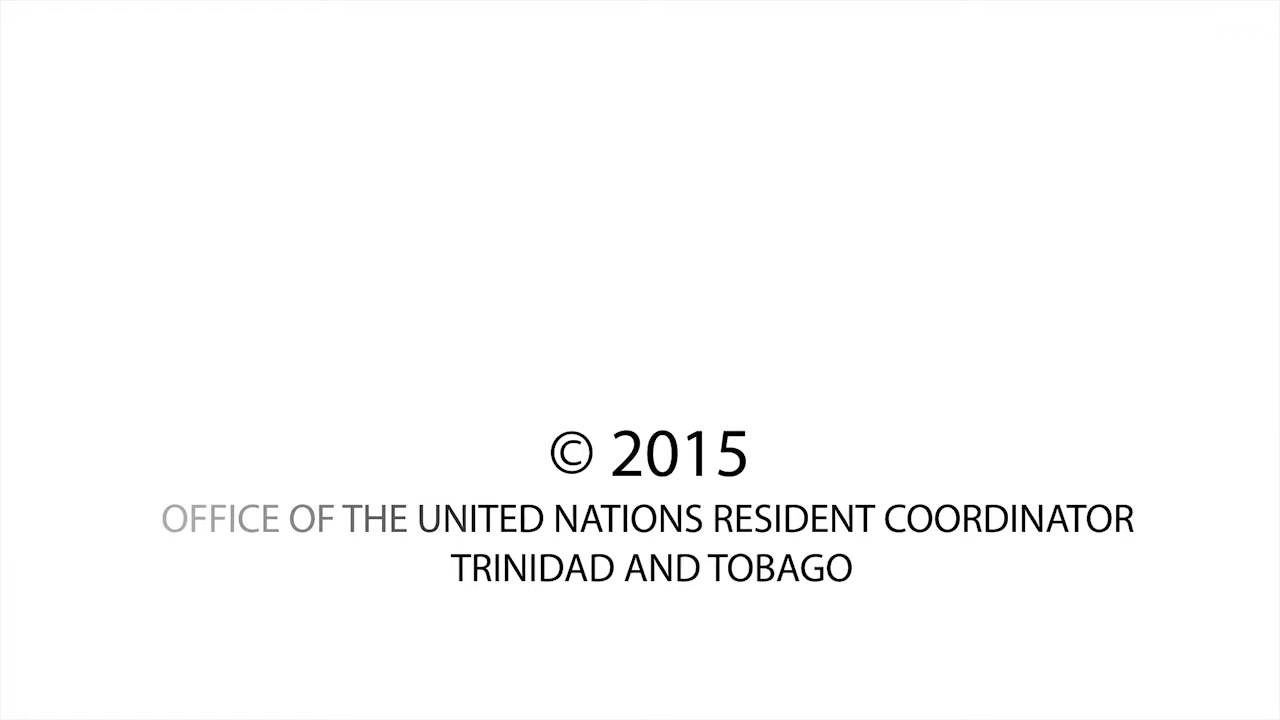 © 2015
OFFICE OF THE UNITED NATIONS RESIDENT COORDINATOR
TRINIDAD AND TOBAGO